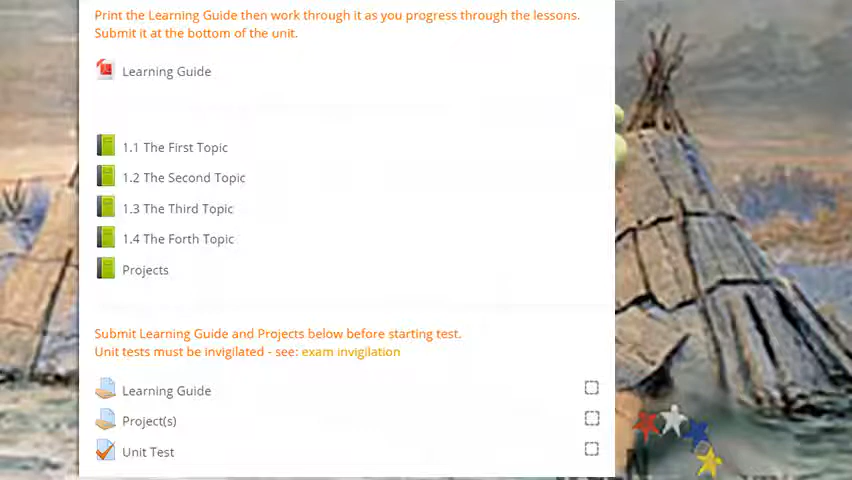 Print the Learning Guide then work through it as you progress through the lessons.
Submit it at the bottom of the unit.
Learning Guide
1.1 The First Topic
1.2 The Second Topic
1.3 The Third Topic
1.4 The Forth Topic
Projects
Submit Learning Guide and Projects below before starting test.
Unit tests must be invigilated - see: exam invigilation
Learning Guide
Project(s)
Unit Test